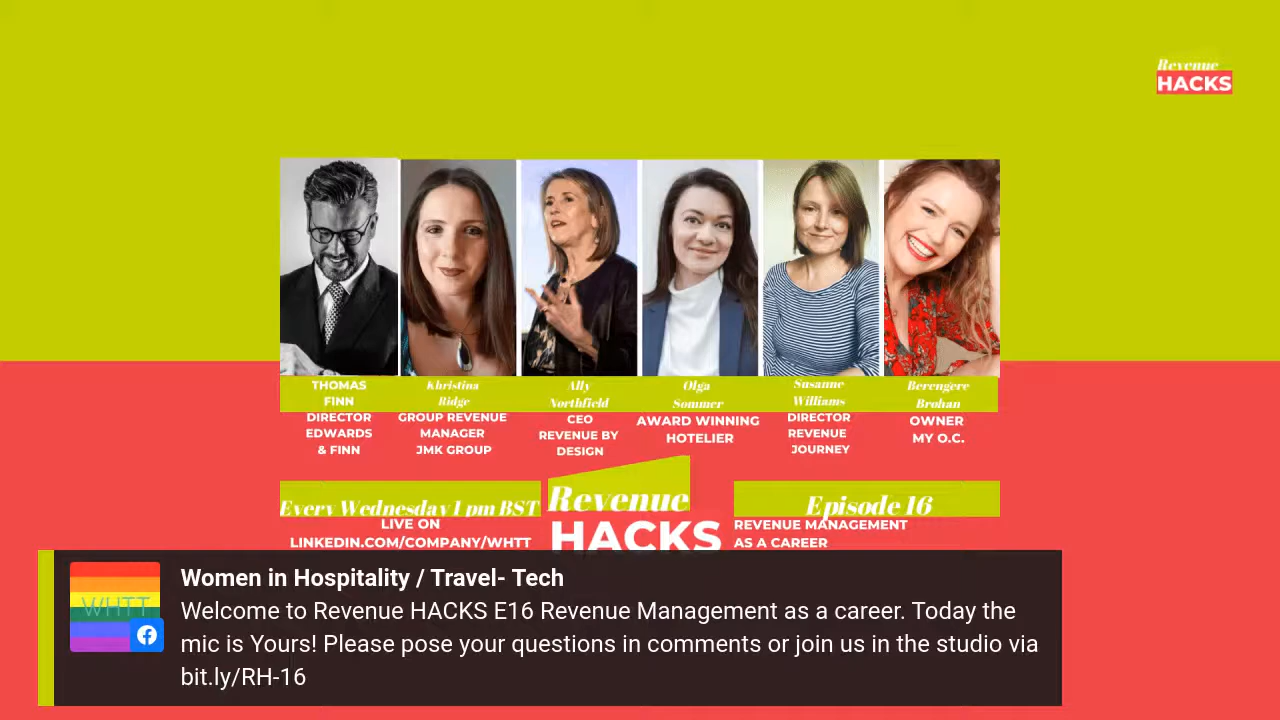 Revenue
HACKS
THOMAS
FINN
DIRECTOR
EDWARDS
& FINN
Khristina
Ridge
GROUP REVENUE
MANAGER
JMK GROUP
Ally
Northfield
CEO
REVENUE BY
DESIGN
Olga
Sommer
AWARD WINNING
HOTELIER
Susanne
Williams
DIRECTOR
REVENUE
JOURNEY
Berengere
Brohan
OWNER
MY O.C.
Every Wednesday 1 pm BST
LIVE ON
LINKEDIN.COM/COMPANY/WHTT
Revenue
HACKS
Episode 16
REVENUE MANAGEMENT
AS A CAREER
WHTT
Women in Hospitality / Travel- Tech
Welcome to Revenue HACKS E16 Revenue Management as a career. Today the
mic is Yours! Please pose your questions in comments or join us in the studio via
bit.ly/RH-16